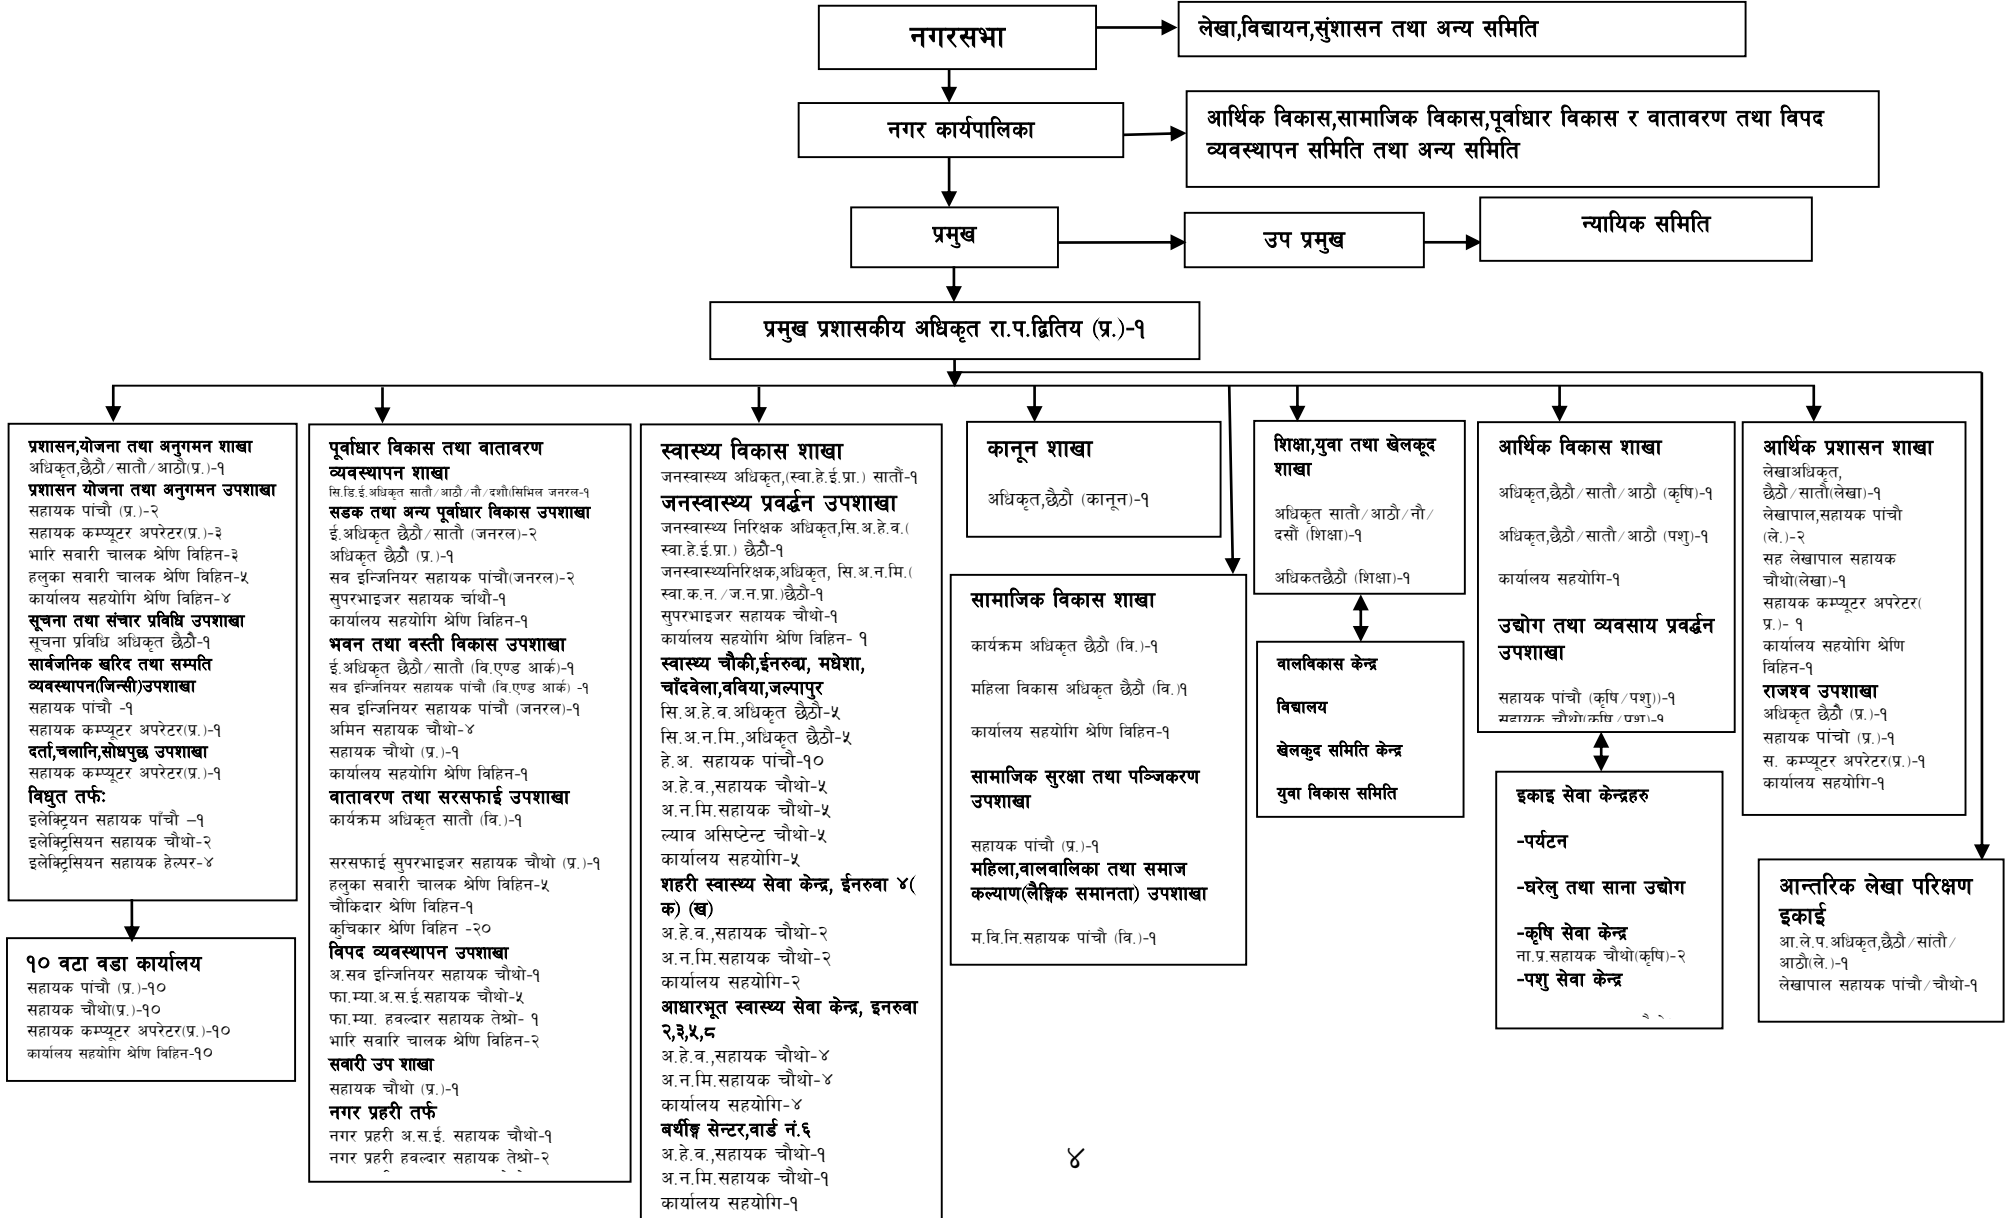 नगरसभा
लेखा,विद्यायन,सुंशासन तथा अन्य समिति
नगर कार्यपालिका
आर्थिक विकास,सामाजिक विकास,पूर्वाधार विकास र वातावरण तथा विपद
व्यवस्थापन समिति तथा अन्य समिति
प्रमुख
उप प्रमुख
न्यायिक समिति
प्रमुख प्रशासकीय अधिकृत रा.प.द्वितिय (प्र.)-१
प्रशासन,योजना तथा अनुगमन शाखा
अधिकृत,छैठौ/सातौ/आठौ(प्र.)-१
प्रशासन योजना तथा अनुगमन उपशाखा
सहायक पांचौ (प्र.)-२
सहायक कम्प्यूटर अपरेटर(प्र.)-३
भारि सवारी चालक श्रेणि विहिन-३
हलुका सवारी चालक श्रेणि विहिन-५
कार्यालय सहयोगि श्रेणि विहिन-४
सूचना तथा संचार प्रविधि उपशाखा
सूचना प्रविधि अधिकृत छैठौ-१
सार्वजनिक खरिद तथा सम्पति
व्यवस्थापन(जिन्सी)उपशाखा
सहायक पांचौ -१
सहायक कम्प्यूटर अपरेटर(प्र.)-१
दर्ता,चलानि,सोधपुछ उपशाखा
सहायक कम्प्यूटर अपरेटर(प्र.)-१
विधुत तर्फः
इलेक्ट्रियन सहायक पाँचौ –१
इलेक्ट्रिसियन सहायक चौथो-२
इलेक्ट्रिसियन सहायक हेल्पर-४
१० वटा वडा कार्यालय
सहायक पांचौ (प्र.)-१०
सहायक चौथो(प्र.)-१०
सहायक कम्प्यूटर अपरेटर(प्र.)-१०
कार्यालय सहयोगि श्रेणि विहिन-१०
पूर्वाधार विकास तथा वातावरण
व्यवस्थापन शाखा
सि.डि.ई.अधिकृत सातौ/आठौ/नौ/दशौ(सिभिल जनरल-१
सडक तथा अन्य पूर्वाधार विकास उपशाखा
ई.अधिकृत छैठौ/सातौ (जनरल)-२
अधिकृत छैठौ (प्र.)-१
सव इन्जिनियर सहायक पांचौ(जनरल)-२
सुपरभाइजर सहायक र्चाथौ-१
कार्यालय सहयोगि श्रेणि विहिन-१
भवन तथा वस्ती विकास उपशाखा
ई.अधिकृत छैठौ/सातौ (वि.एण्ड आर्क)-१
सव इन्जिनियर सहायक पांचौ (वि.एण्ड आर्क) -१
सव इन्जिनियर सहायक पांचौ (जनरल)-१
अमिन सहायक चौथो-४
सहायक चौथो (प्र.)-१
कार्यालय सहयोगि श्रेणि विहिन-१
वातावरण तथा सरसफाई उपशाखा
कार्यक्रम अधिकृत सातौ (वि.)-१
सरसफाई सुपरभाइजर सहायक चौथो (प्र.)-१
हलुका सवारी चालक श्रेणि विहिन-५
चौकिदार श्रेणि विहिन-१
कुचिकार श्रेणि विहिन -२०
विपद व्यवस्थापन उपशाखा
अ.सव इन्जिनियर सहायक चौथो-१
फा.म्या.अ.स.ई.सहायक चौथो-५
फा.म्या. हवल्दार सहायक तेश्रो- १
भारि सवारि चालक श्रेणि विहिन-२
सवारी उप शाखा
सहायक चौथो (प्र.)-१
नगर प्रहरी तर्फ
नगर प्रहरी अ.स.ई. सहायक चौथो-१
नगर प्रहरी हवल्दार सहायक तेश्रो-२
स्वास्थ्य विकास शाखा
जनस्वास्थ्य अधिकृत,(स्वा.हे.ई.प्रा.) सातौं-१
जनस्वास्थ्य प्रवर्द्धन उपशाखा
जनस्वास्थ्य निरिक्षक अधिकृत,सि.अ.हे.व.(
स्वा.हे.ई.प्रा.) छैठौ-१
जनस्वास्थ्यनिरिक्षक,अधिकृत, सि.अ.न.मि.(
स्वा.क.न./ज.न.प्रा.)छैठौ-१
सुपरभाइजर सहायक चौथो-१
कार्यालय सहयोगि श्रेणि विहिन- १
स्वास्थ्य चौकी,ईनरुवा, मधेशा,
चाँदवेला,वविया,जल्पापुर
सि.अ.हे.व.अधिकृत छैठौ-५
सि.अ.न.मि.,अधिकृत छैठौ-५
हे.अ. सहायक पांचौ-१०
अ.हे.व.,सहायक चौथो-५
अ.न.मि.सहायक चौथो-५
ल्याव असिष्टेन्ट चौथो-५
कार्यालय सहयोगि-५
शहरी स्वास्थ्य सेवा केन्द्र, ईनरुवा ४(
क) (ख)
अ.हे.व.,सहायक चौथो-२
अ.न.मि.सहायक चौथो-२
कार्यालय सहयोगि-२
आधारभूत स्वास्थ्य सेवा केन्द्र, इनरुवा
२,३,५,८
अ.हे.व.,सहायक चौथो-४
अ.न.मि.सहायक चौथो-४
कार्यालय सहयोगि-४
बर्थीङ्ग सेन्टर,वार्ड नं.६
अ.हे.व.,सहायक चौथो-१
अ.न.मि.सहायक चौथो-१
कार्यालय सहयोगि-१
कानून शाखा
अधिकृत,छैठौ (कानून)-१
सामाजिक विकास शाखा
कार्यक्रम अधिकृत छैठौ (वि.)-१
महिला विकास अधिकृत छैठौ (वि.)१
कार्यालय सहयोगि श्रेणि विहिन-१
सामाजिक सुरक्षा तथा पञ्जिकरण
उपशाखा
सहायक पांचौ (प्र.)-१
महिला,वालवालिका तथा समाज
कल्याण(लैङ्गिक समानता) उपशाखा
म.वि.नि.सहायक पांचौ (वि.)-१
शिक्षा,युवा तथा खेलकूद
शाखा
अधिकृत सातौ/आठौ/नौ/
दसौं (शिक्षा)-१
अधिकतछैठौ (शिक्षा)-१
वालविकास केन्द्र
विद्यालय
खेलकुद समिति केन्द्र
युवा विकास समिति
आर्थिक विकास शाखा
अधिकृत,छैठौ/सातौ/आठौ (कृषि)-१
अधिकृत,छैठौ/सातौ/आठौ (पशु)-१
कार्यालय सहयोगि-१
उद्योग तथा व्यवसाय प्रवर्द्धन
उपशाखा
सहायक पांचौ (कृषि/पशु))-१
सहायक चौथो(कृषि/पशु)-१
इकाइ सेवा केन्द्रहरु
-पर्यटन
-घरेलु तथा साना उद्योग
-कृषि सेवा केन्द्र
ना.प्र.सहायक चौथो(कृषि)-२
-पशु सेवा केन्द्र
आर्थिक प्रशासन शाखा
लेखाअधिकृत,
छैठौ/सातौ(लेखा)-१
लेखापाल,सहायक पांचौ
(ले.)-२
सह लेखापाल सहायक
चौथो(लेखा)-१
सहायक कम्प्यूटर अपरेटर(
प्र.)- १
कार्यालय सहयोगि श्रेणि
विहिन-१
राजश्व उपशाखा
अधिकृत छैठौ (प्र.)-१
सहायक पांचो (प्र.)-१
स. कम्प्यूटर अपरेटर(प्र.)-१
कार्यालय सहयोगि-१
आन्तरिक लेखा परिक्षण
इकाई
आ.ले.प.अधिकृत,छैठौ/सांतौ/
आठौ(ले.)-१
लेखापाल सहायक पांचौ/चौथो-१
४